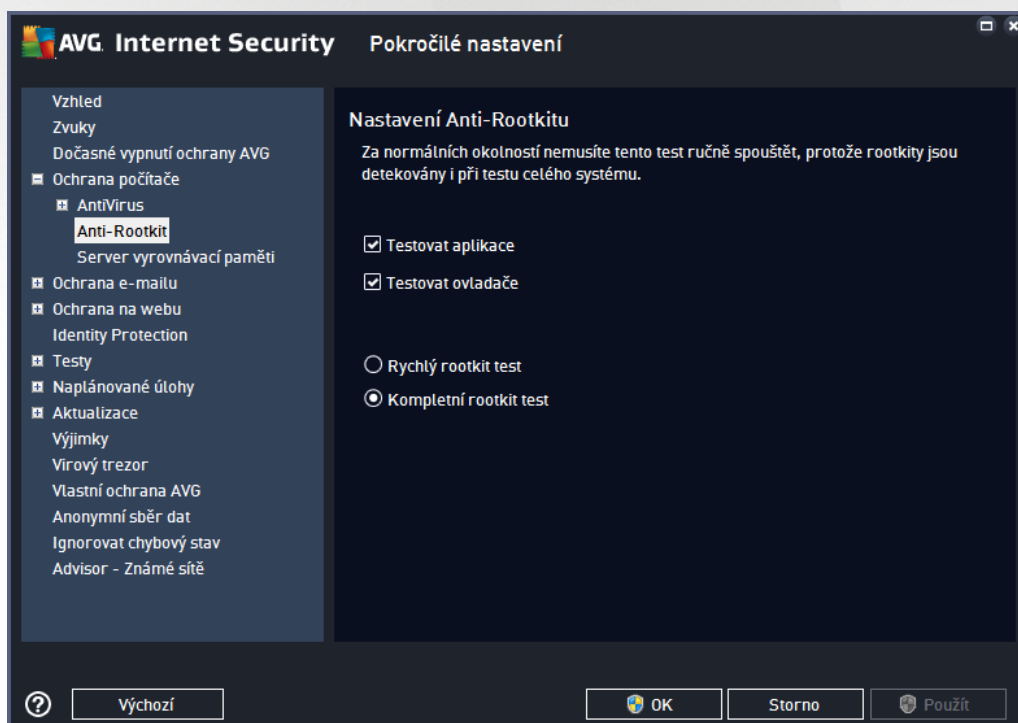 AVG. Internet Security Pokročilé nastavení
Vzhled
Zvuky
Dočasné vypnutí ochrany AVG
Ochrana počítače
AntiVirus
Anti-Rootkit
Server vyrovnávací paměti
Ochrana e-mailu
Ochrana na webu
Identity Protection
Testy
Naplánované úlohy
Aktualizace
Výjimky
Virový trezor
Vlastní ochrana AVG
Anonymní sběr dat
Ignorovat chybový stav
Advisor - Známé sítě
Nastavení Anti-Rootkitu
Za normálních okolností nemusíte tento test ručně spouštět, protože rootkity jsou
detekovány i při testu celého systému.
Testovat aplikace
Testovat ovladače
Rychlý rootkit test
Kompletní rootkit test
? Výchozí OK Storno Použít